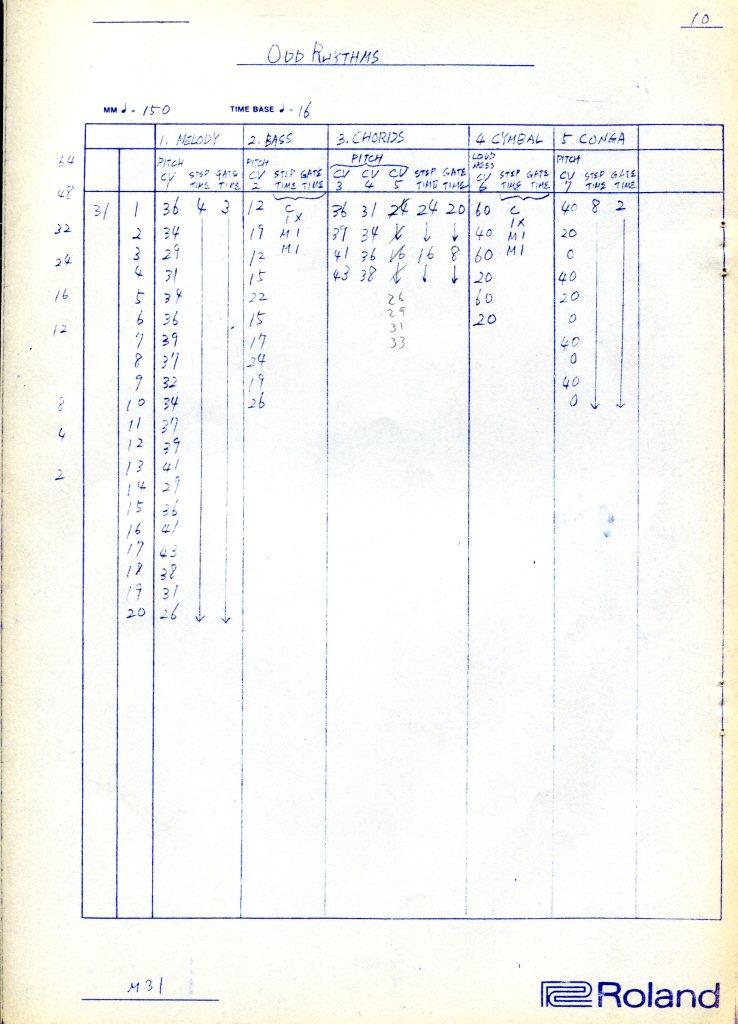 10
ODD RHYTHMS
MM ♩ = 150 TIME BASE ♩ = 16
1. MELODY 2. BASS 3. CHORDS 4 CYMBAL 5 CONGA
64 PITCH PITCH PITCH LOUD NESS PITCH
CV 1 STEP TIME GATE TIME CV 2 STEP TIME GATE TIME CV 3 CV 4 CV 5 STEP TIME GATE TIME CV 6 STEP TIME GATE TIME CV 7 STEP TIME GATE TIME
48
31 1 36 4 3 12 C 36 31 24 24 20 60 C 40 8 2
1X 1X
32 2 34 19 M1 39 34 ↓ ↓ 40 M1 20
3 29 12 M1 41 36 16 16 8 60 M1 0
24 4 31 15 43 38 ↓ ↓ ↓ 20 40
16 5 34 22 26 60 20
29
12 6 36 15 31 20 0
7 39 17 33 40
8 37 24 0
9 32 19 40
8 10 34 26 0
11 37
4 12 39
13 41
2 14 29
15 36
16 41
17 43
18 38
19 31
20 26
M31
Roland